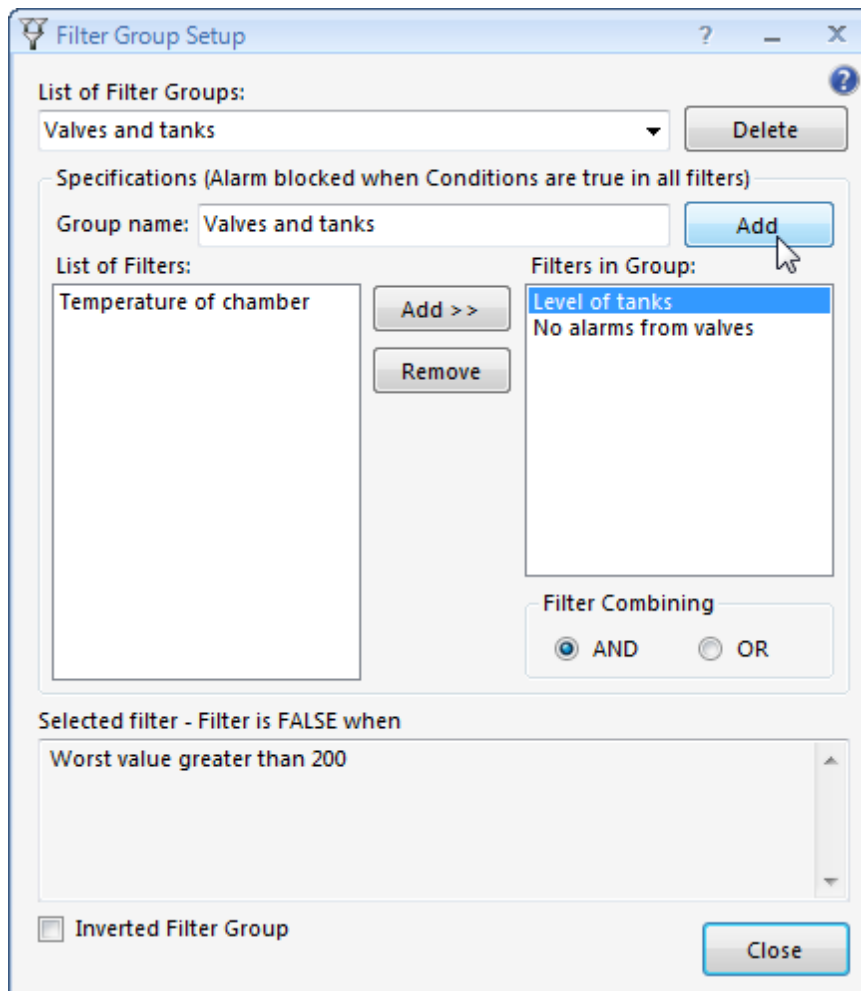 Filter Group Setup
?
List of Filter Groups:
Valves and tanks
Delete
Specifications (Alarm blocked when Conditions are true in all filters)
Group name: Valves and tanks
Add
List of Filters:
Filters in Group:
Temperature of chamber
Add >>
Remove
Level of tanks
No alarms from valves
Filter Combining
AND
OR
Selected filter - Filter is FALSE when
Worst value greater than 200
Inverted Filter Group
Close